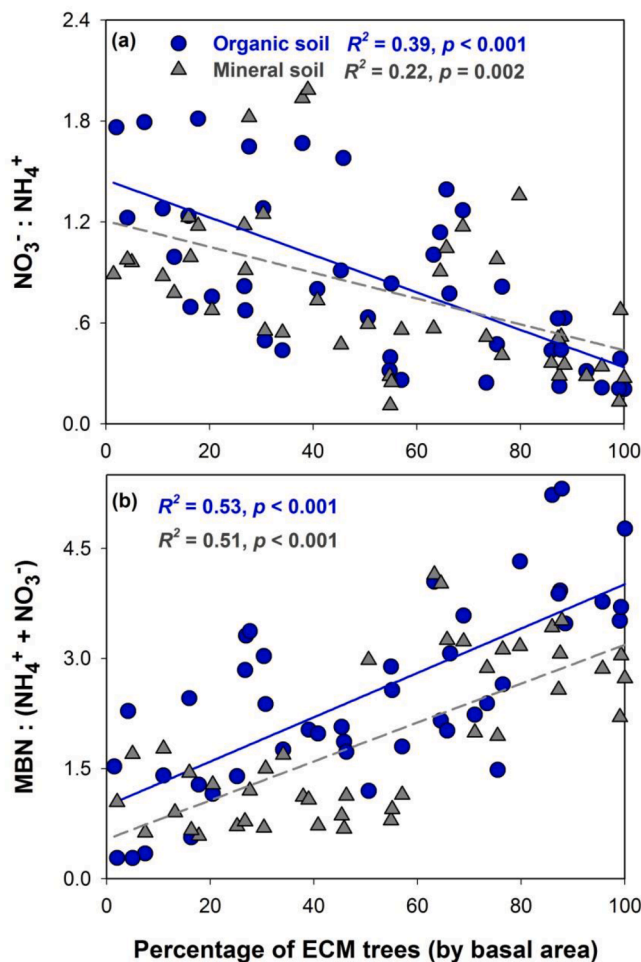 2.4
(a)
Organic soil R² = 0.39, p < 0.001
Mineral soil R² = 0.22, p = 0.002
1.8
1.2
.6
0.0
NO₃⁻ : NH₄⁺
0 20 40 60 80 100
(b)
R² = 0.53, p < 0.001
R² = 0.51, p < 0.001
4.5
3.0
1.5
0.0
MBN : (NH₄⁺ + NO₃⁻)
0 20 40 60 80 100
Percentage of ECM trees (by basal area)